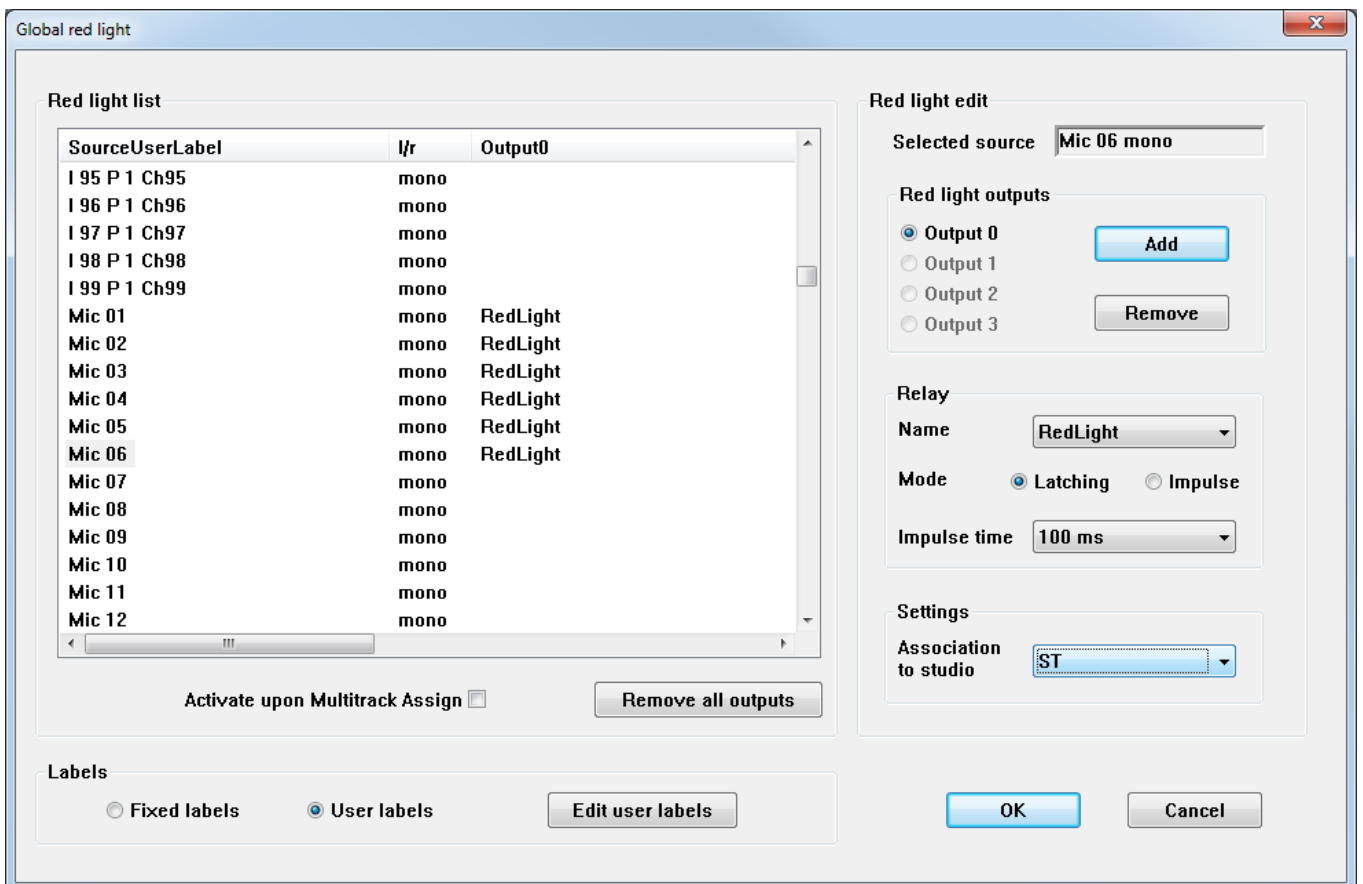 Global red light
Red light list
SourceUserLabel l/r Output0
I 95 P 1 Ch95 mono
I 96 P 1 Ch96 mono
I 97 P 1 Ch97 mono
I 98 P 1 Ch98 mono
I 99 P 1 Ch99 mono
Mic 01 mono RedLight
Mic 02 mono RedLight
Mic 03 mono RedLight
Mic 04 mono RedLight
Mic 05 mono RedLight
Mic 06 mono RedLight
Mic 07 mono
Mic 08 mono
Mic 09 mono
Mic 10 mono
Mic 11 mono
Mic 12 mono
Activate upon Multitrack Assign
Remove all outputs
Red light edit
Selected source Mic 06 mono
Red light outputs
Output 0
Output 1
Output 2
Output 3
Add
Remove
Relay
Name RedLight
Mode Latching Impulse
Impulse time 100 ms
Settings
Association
to studio
ST
Labels
Fixed labels User labels Edit user labels
OK Cancel